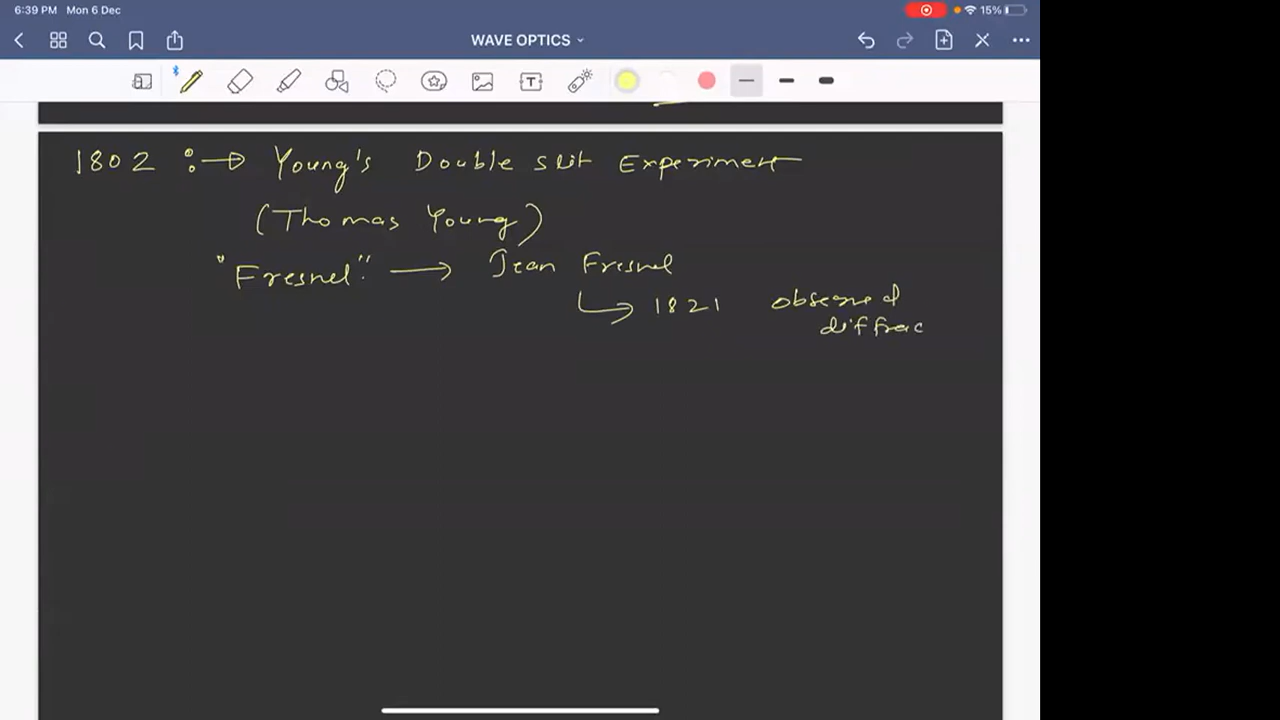 6:39 PM Mon 6 Dec 15%
WAVE OPTICS
T
1802 :→ Young's Double slit Experiment
(Thomas Young)
"Fresnel". → Jean Fresnel
↳ 1821 observed
diffrac